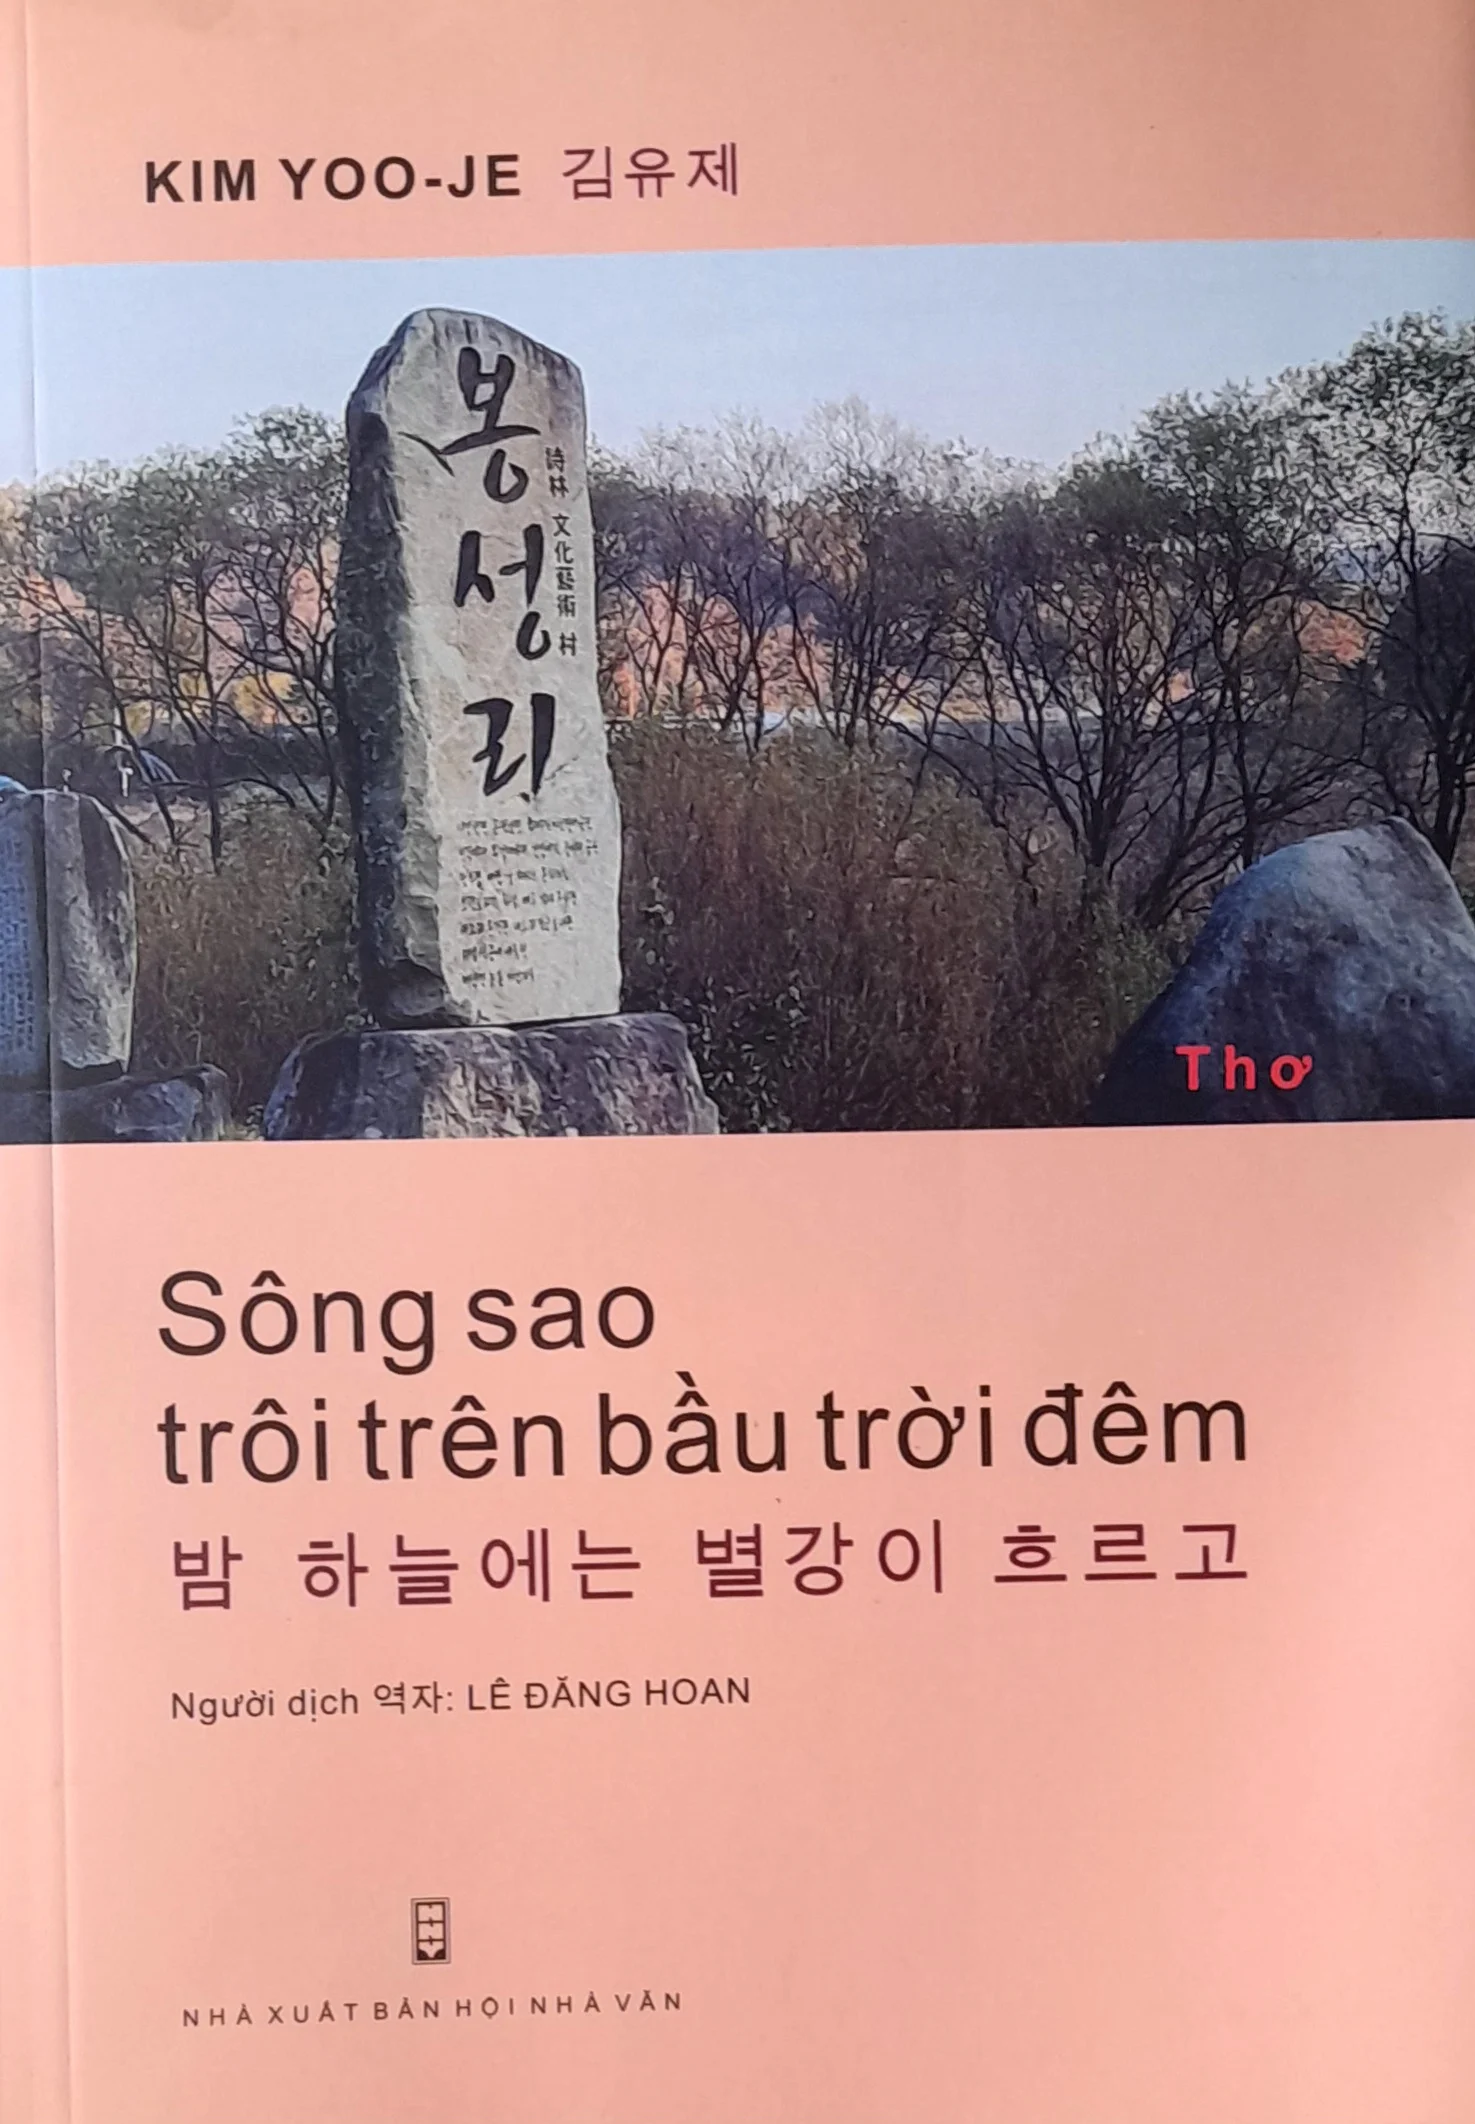 KIM YOO-JE 김유제
봉성리
詩林 文化藝術村
Thơ
Sông sao
trôi trên bầu trời đêm
밤 하늘에는 별강이 흐르고
Người dịch 역자: LÊ ĐĂNG HOAN
NHÀ XUẤT BẢN HỘI NHÀ VĂN